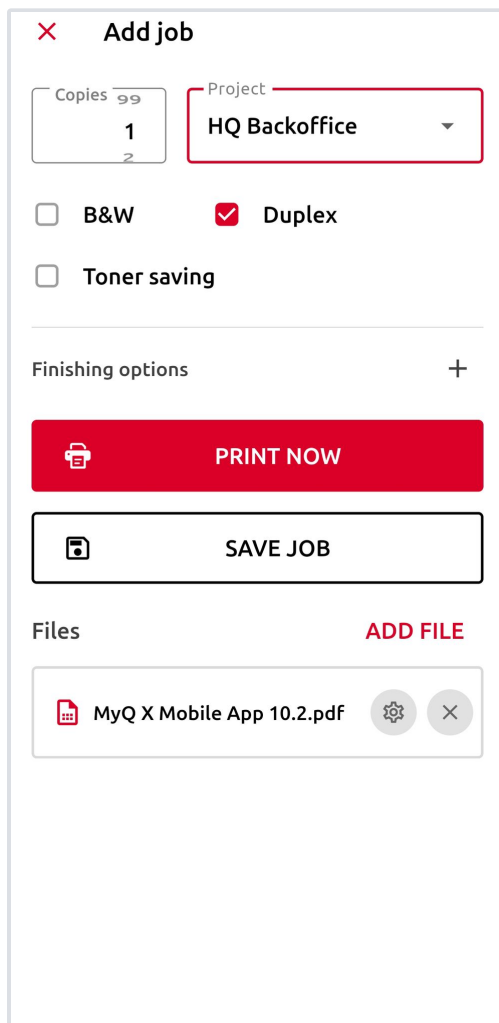 Add job
Copies 99
1
2
Project
HQ Backoffice
B&W
Duplex
Toner saving
Finishing options
PRINT NOW
SAVE JOB
Files
ADD FILE
MyQ X Mobile App 10.2.pdf